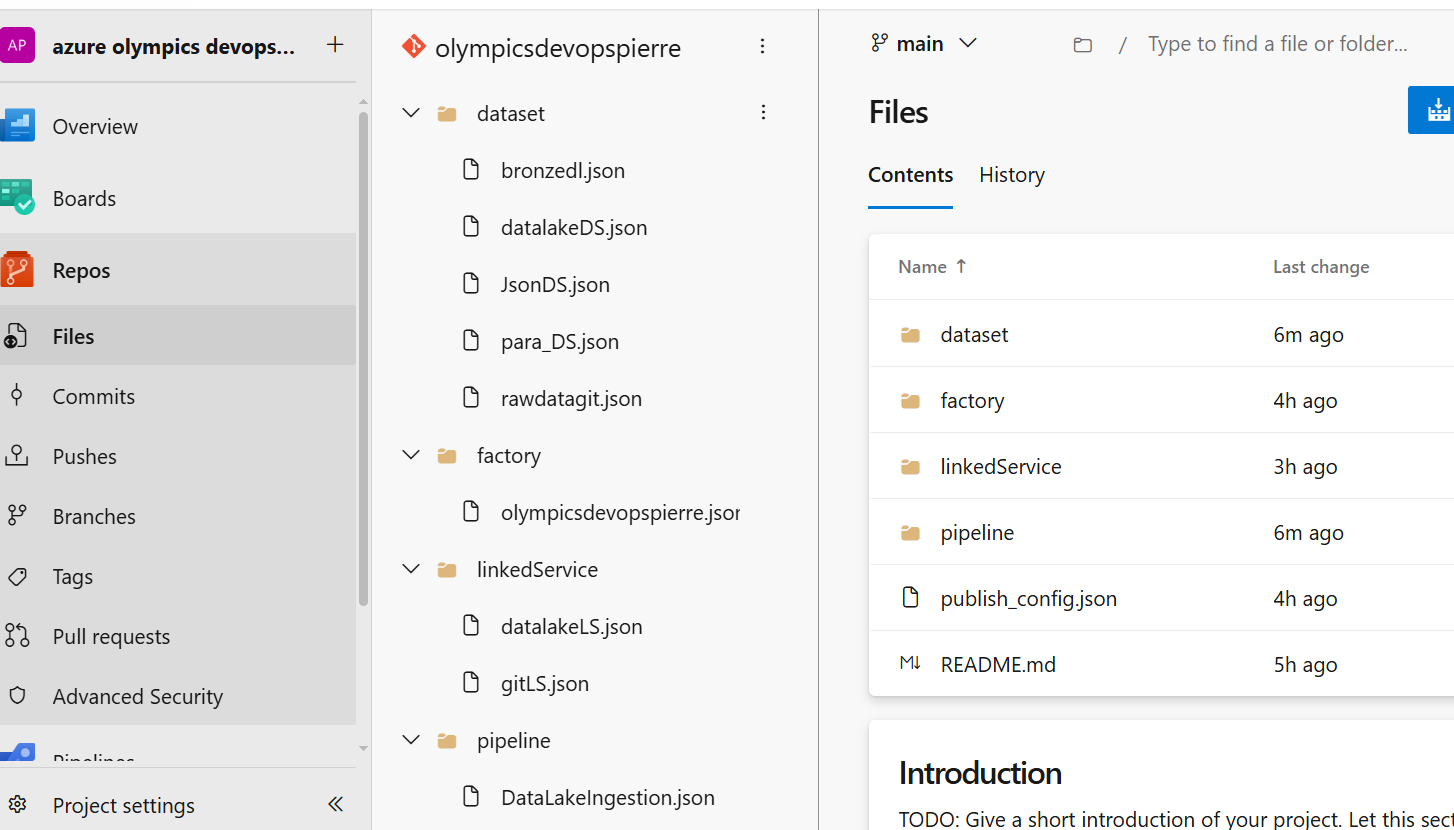 AP
azure olympics devops...
Overview
Boards
Repos
Files
Commits
Pushes
Branches
Tags
Pull requests
Advanced Security
Pipelines
Project settings
olympicsdevopspierre
dataset
bronzedl.json
datalakeDS.json
JsonDS.json
para_DS.json
rawdatagit.json
factory
olympicsdevopspierre.jsor
linkedService
datalakeLS.json
gitLS.json
pipeline
DataLakeIngestion.json
main
/ Type to find a file or folder...
Files
Contents History
Name ↑ Last change
dataset 6m ago
factory 4h ago
linkedService 3h ago
pipeline 6m ago
publish_config.json 4h ago
M↓ README.md 5h ago
Introduction
TODO: Give a short introduction of your project. Let this sect